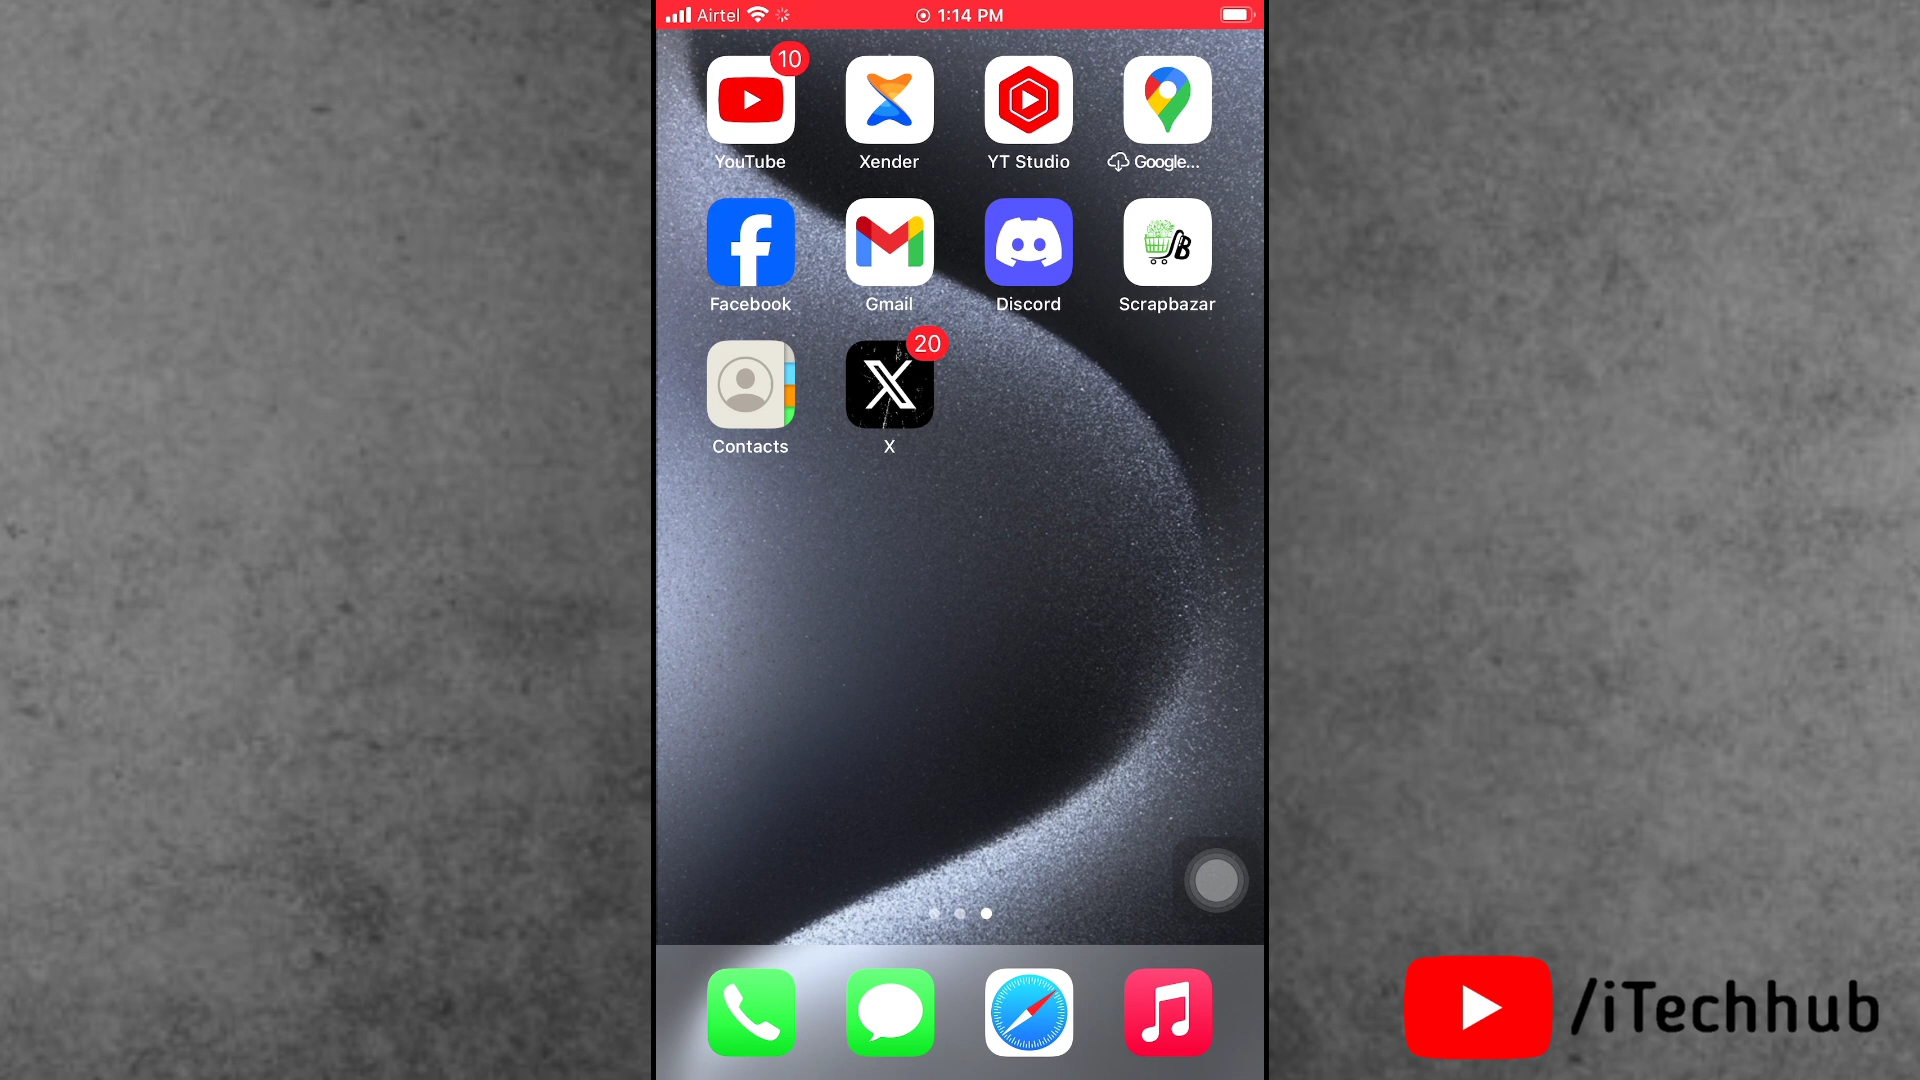 Airtel 1:14 PM
10
YouTube Xender YT Studio Google...
Facebook Gmail Discord Scrapbazar
B
20
Contacts X
/iTechhub